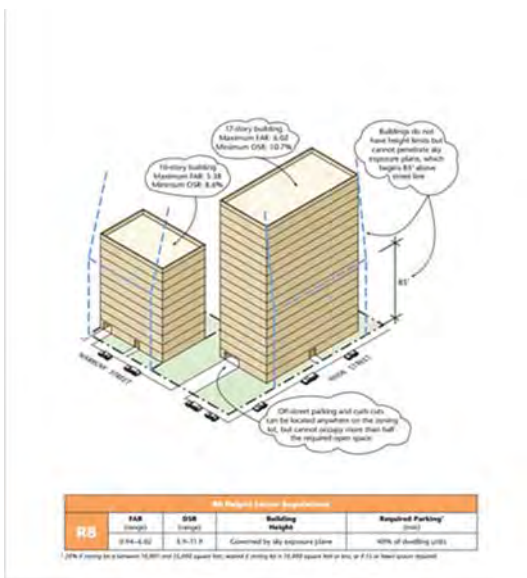 17-story building
Maximum FAR: 6.02
Minimum OSR: 10.7%
Buildings do not
have height limits but
cannot penetrate sky
exposure plane, which
begins 85' above
street line
10-story building
Maximum FAR: 5.38
Minimum OSR: 8.6%
85'
NARROW STREET
WIDE STREET
Off-street parking and curb cuts
can be located anywhere on the zoning
lot, but cannot occupy more than half
the required open space
R8 Height Factor Regulations
R8
FAR
(range)
OSR
(range)
Building
Height
Required Parking¹
(min)
0.94–6.02
5.9–11.9
Governed by sky exposure plane
40% of dwelling units